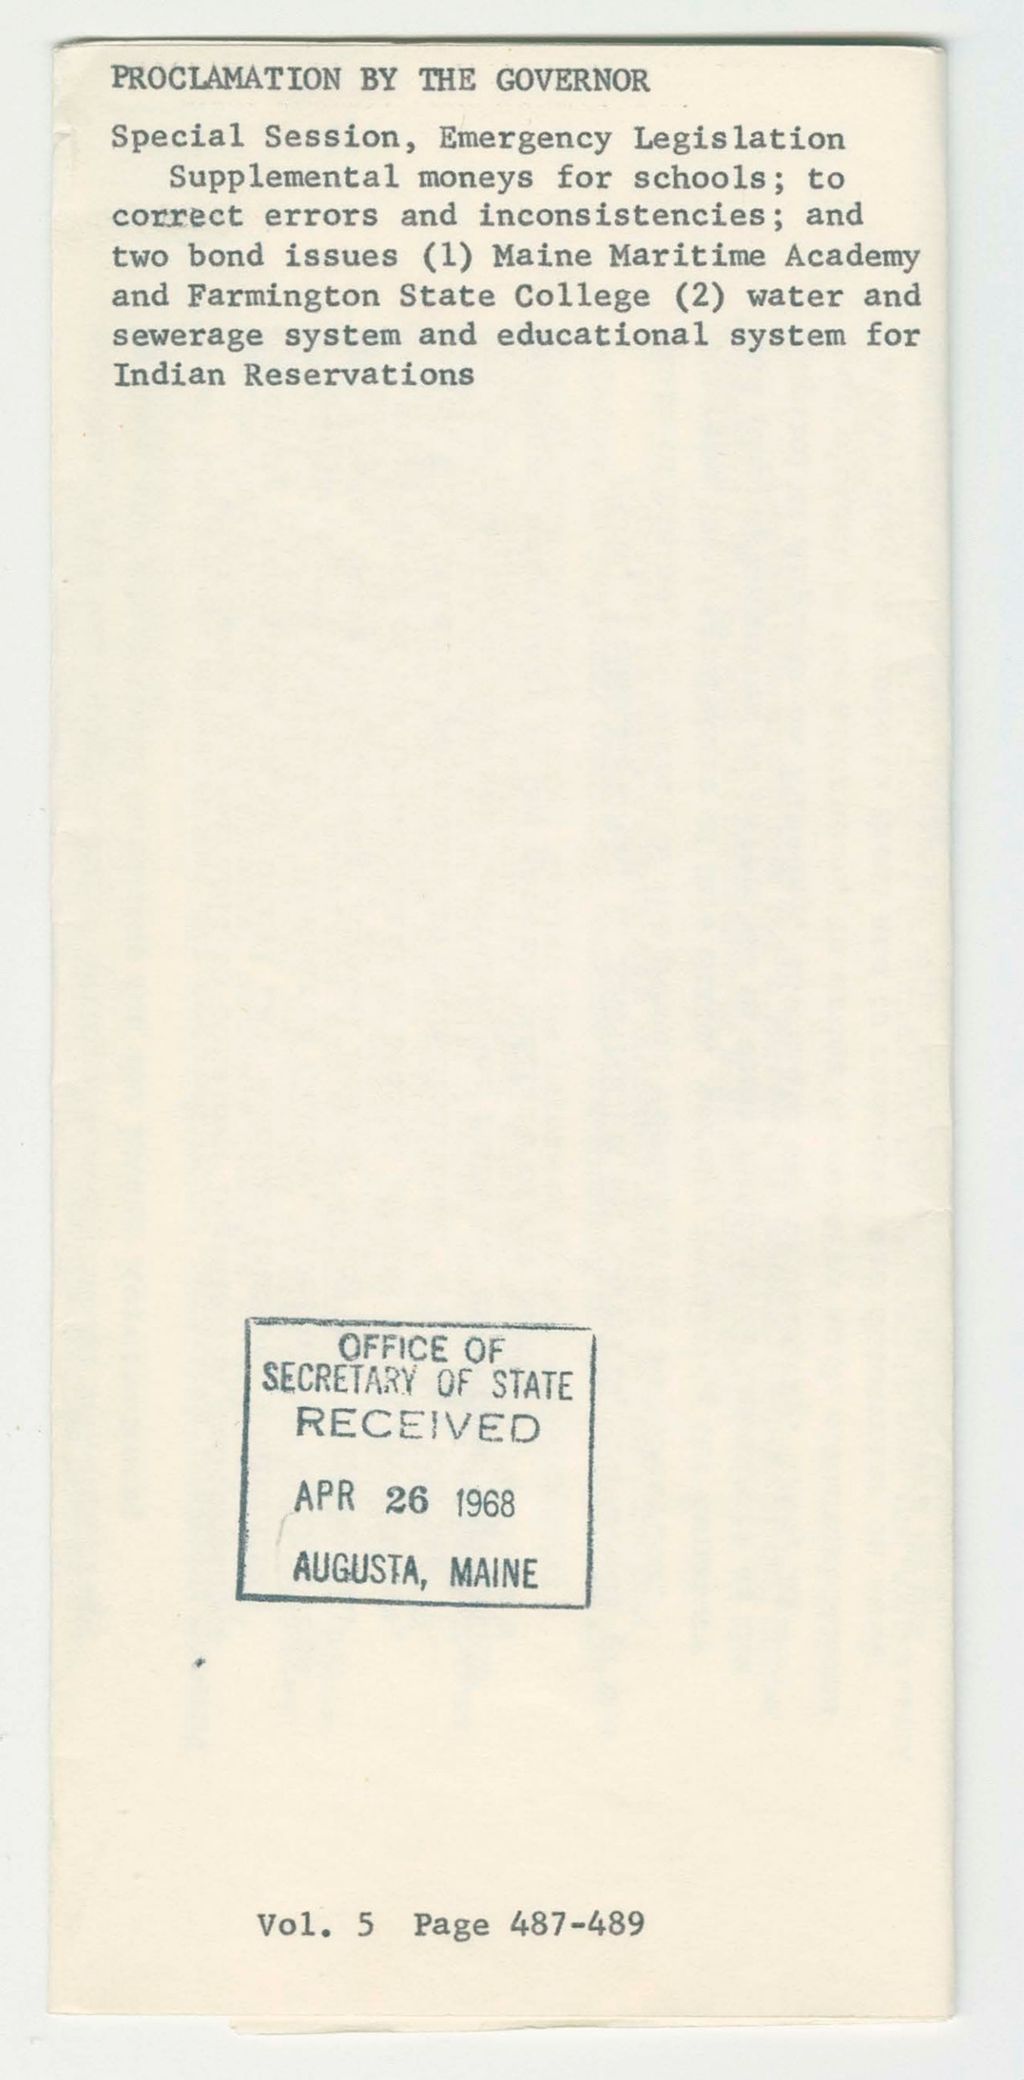 PROCLAMATION BY THE GOVERNOR
Special Session, Emergency Legislation
Supplemental moneys for schools; to
correct errors and inconsistencies; and
two bond issues (1) Maine Maritime Academy
and Farmington State College (2) water and
sewerage system and educational system for
Indian Reservations
OFFICE OF
SECRETARY OF STATE
RECEIVED
APR 26 1968
AUGUSTA, MAINE
Vol. 5 Page 487-489